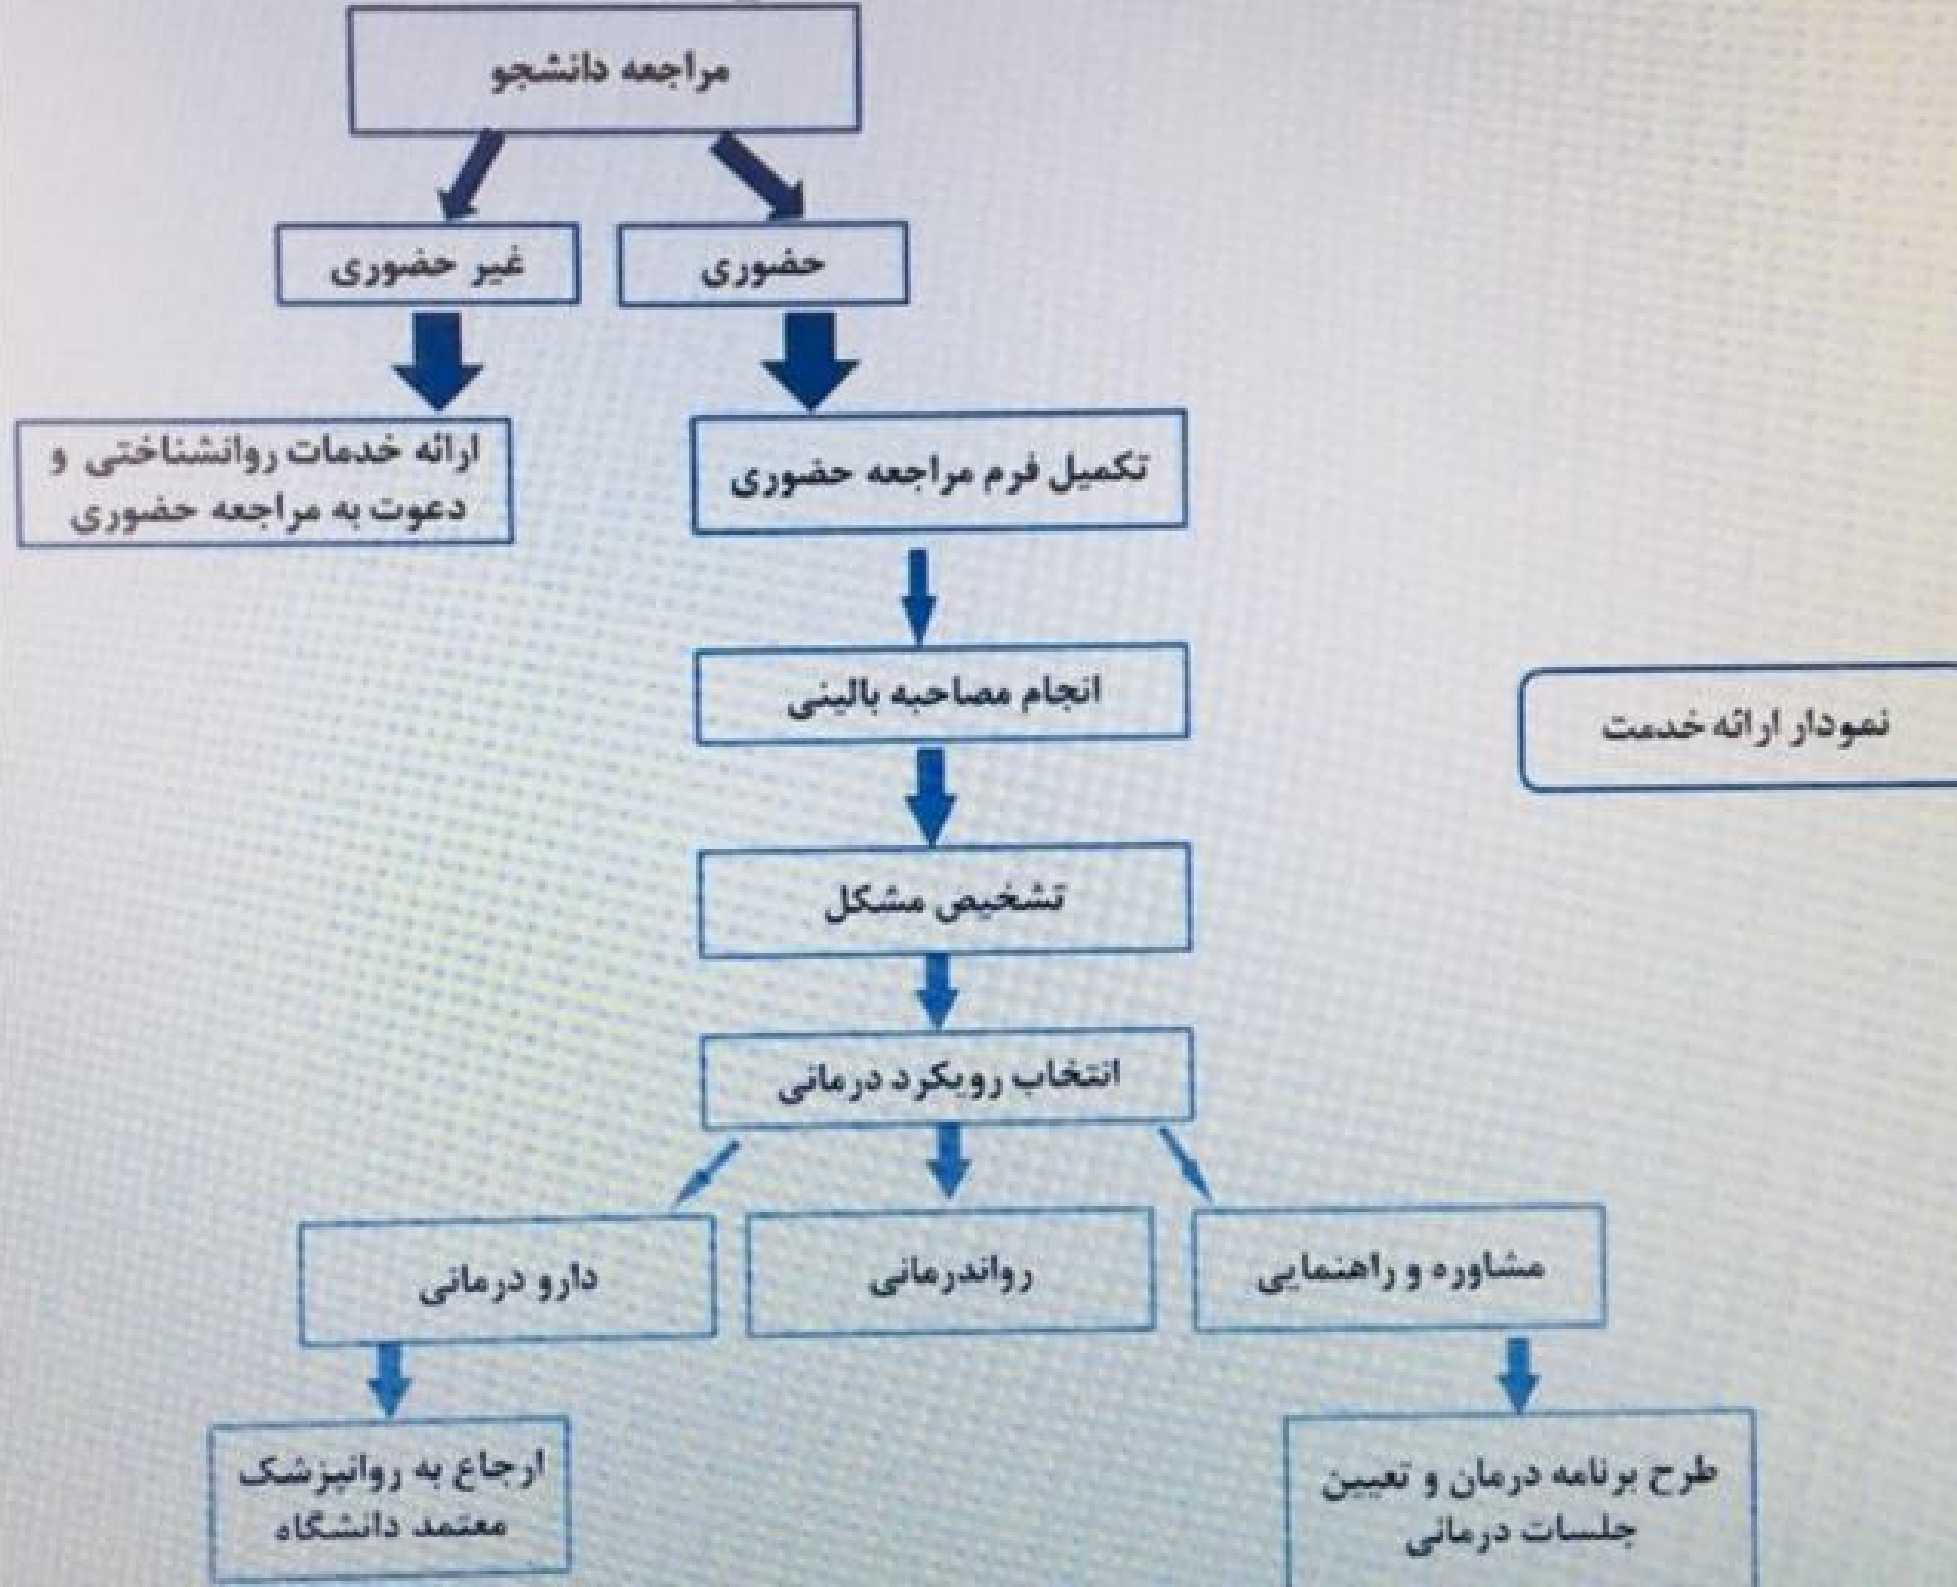 مراجعه دانشجو
حضوری
غیر حضوری
تکمیل فرم مراجعه حضوری
ارائه خدمات روانشناختی و
دعوت به مراجعه حضوری
انجام مصاحبه بالینی
نمودار ارائه خدمت
تشخیص مشکل
انتخاب رویکرد درمانی
مشاوره و راهنمایی
رواندرمانی
دارو درمانی
طرح برنامه درمان و تعیین
جلسات درمانی
ارجاع به روانپزشک
معتمد دانشگاه